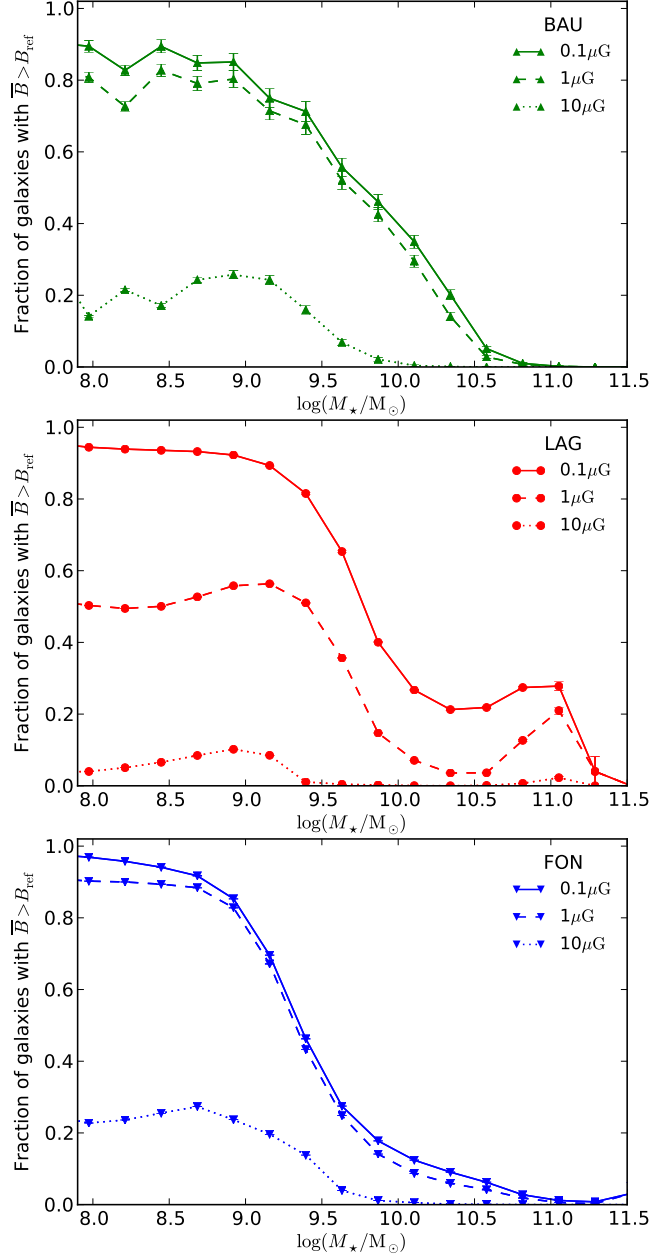 BAU
0.1μG
1μG
10μG
Fraction of galaxies with B̅ > B_ref
1.0
0.8
0.6
0.4
0.2
0.0
8.0 8.5 9.0 9.5 10.0 10.5 11.0 11.5
log(M⋆/M⊙)
LAG
0.1μG
1μG
10μG
Fraction of galaxies with B̅ > B_ref
1.0
0.8
0.6
0.4
0.2
0.0
8.0 8.5 9.0 9.5 10.0 10.5 11.0 11.5
log(M⋆/M⊙)
FON
0.1μG
1μG
10μG
Fraction of galaxies with B̅ > B_ref
1.0
0.8
0.6
0.4
0.2
0.0
8.0 8.5 9.0 9.5 10.0 10.5 11.0 11.5
log(M⋆/M⊙)